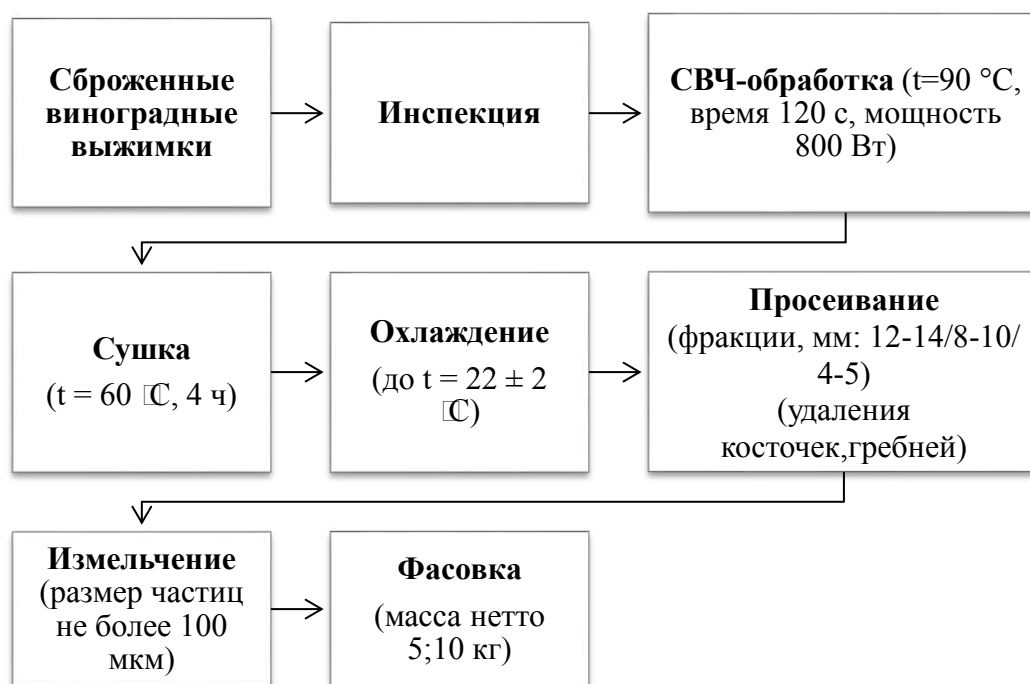 Сброженные
виноградные
выжимки
Инспекция
СВЧ-обработка (t=90 °C,
время 120 с, мощность
800 Вт)
Сушка
(t = 60 °C, 4 ч)
Охлаждение
(до t = 22 ± 2
°C)
Просеивание
(фракции, мм: 12-14/8-10/
4-5)
(удаления
косточек,гребней)
Измельчение
(размер частиц
не более 100
мкм)
Фасовка
(масса нетто
5;10 кг)